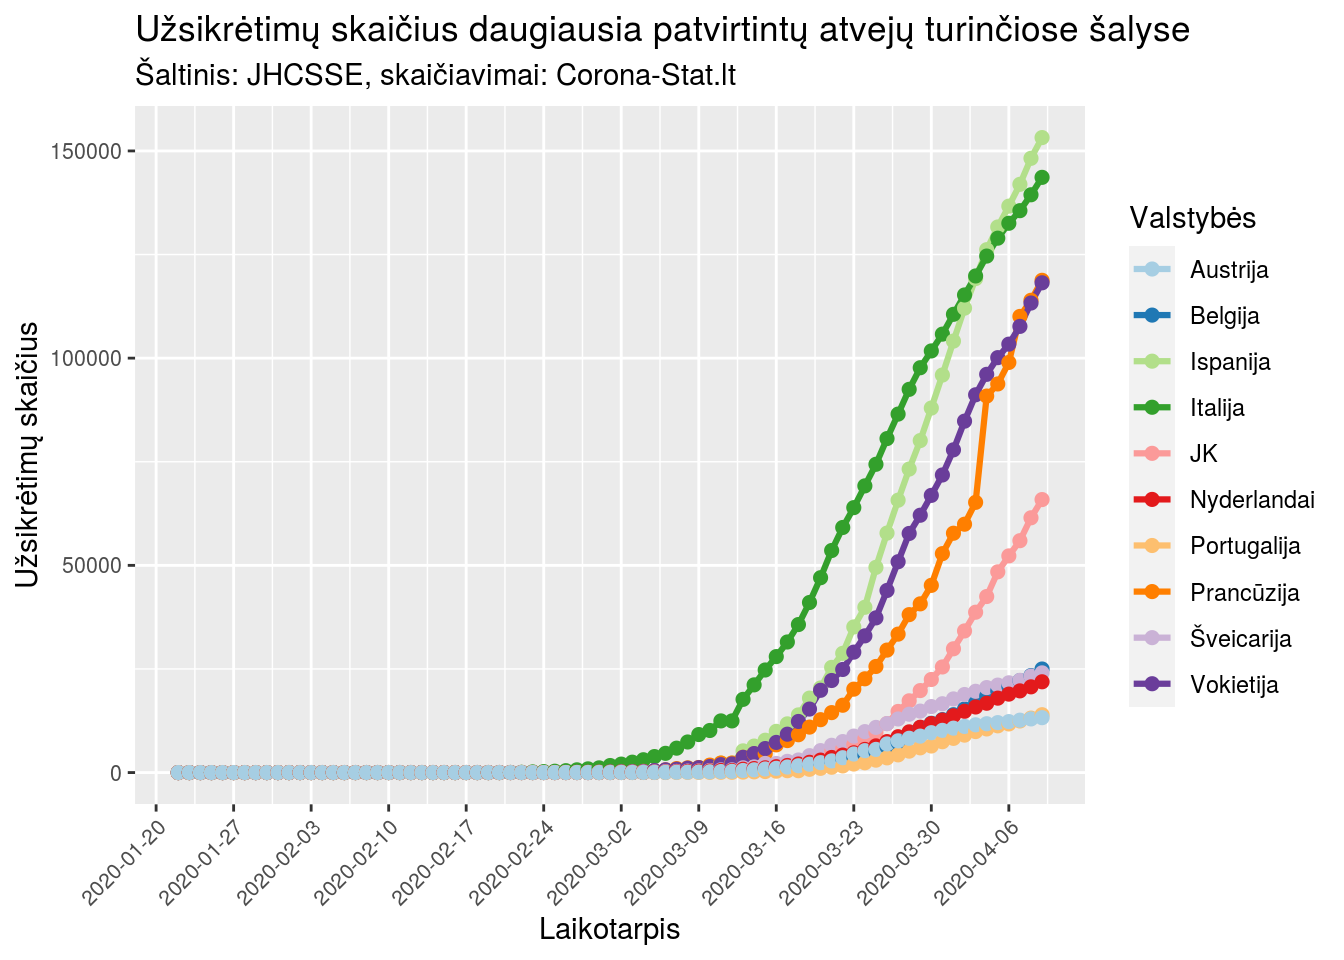 Užsikrėtimų skaičius daugiausia patvirtintų atvejų turinčiose šalyse
Šaltinis: JHCSSE, skaičiavimai: Corona-Stat.lt
Užsikrėtimų skaičius
150000
100000
50000
0
2020-01-20
2020-01-27
2020-02-03
2020-02-10
2020-02-17
2020-02-24
2020-03-02
2020-03-09
2020-03-16
2020-03-23
2020-03-30
2020-04-06
Laikotarpis
Valstybės
Austrija
Belgija
Ispanija
Italija
JK
Nyderlandai
Portugalija
Prancūzija
Šveicarija
Vokietija